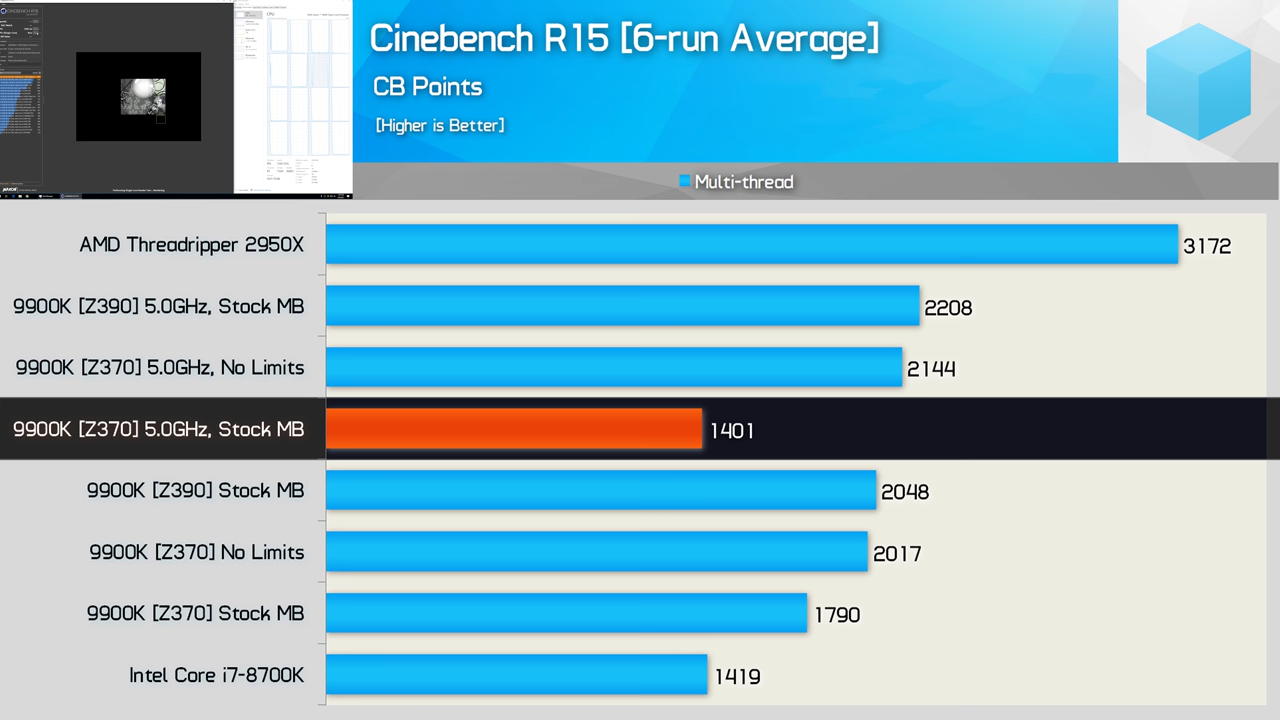 Cinebench R15 [6-run Average]
CB Points
[Higher is Better]
Multi-thread
AMD Threadripper 2950X 3172
9900K [Z390] 5.0GHz, Stock MB 2208
9900K [Z370] 5.0GHz, No Limits 2144
9900K [Z370] 5.0GHz, Stock MB 1401
9900K [Z390] Stock MB 2048
9900K [Z370] No Limits 2017
9900K [Z370] Stock MB 1790
Intel Core i7-8700K 1419